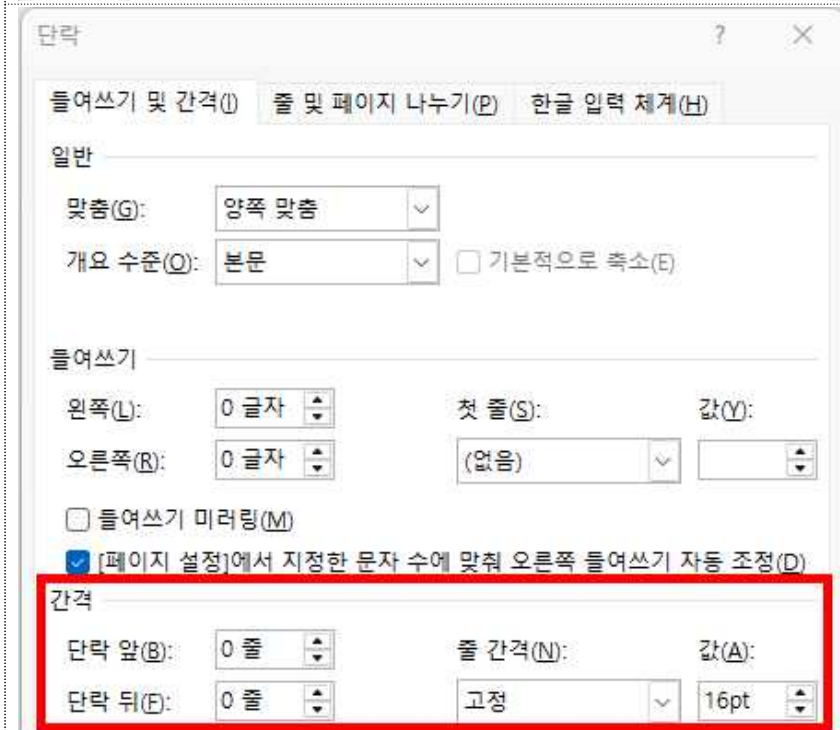 단락 ?
들여쓰기 및 간격(I) 줄 및 페이지 나누기(P) 한글 입력 체계(H)
일반
맞춤(G): 양쪽 맞춤
개요 수준(O): 본문 기본적으로 축소(E)
들여쓰기
왼쪽(L): 0 글자 첫 줄(S): 값(Y):
오른쪽(R): 0 글자 (없음)
들여쓰기 미러링(M)
[페이지 설정]에서 지정한 문자 수에 맞춰 오른쪽 들여쓰기 자동 조정(D)
간격
단락 앞(B): 0 줄 줄 간격(N): 값(A):
단락 뒤(F): 0 줄 고정 16pt